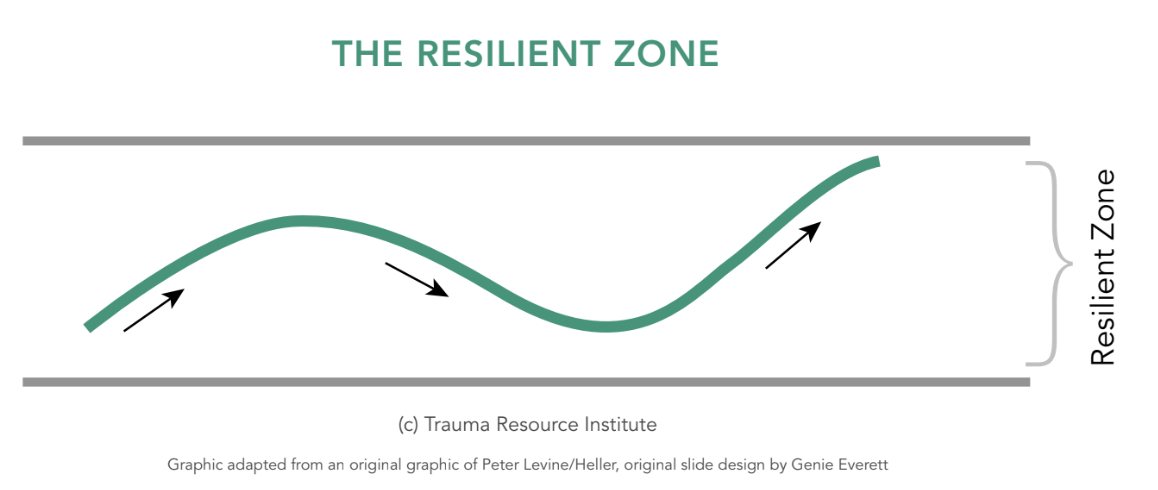 THE RESILIENT ZONE
Resilient Zone
(c) Trauma Resource Institute
Graphic adapted from an original graphic of Peter Levine/Heller, original slide design by Genie Everett